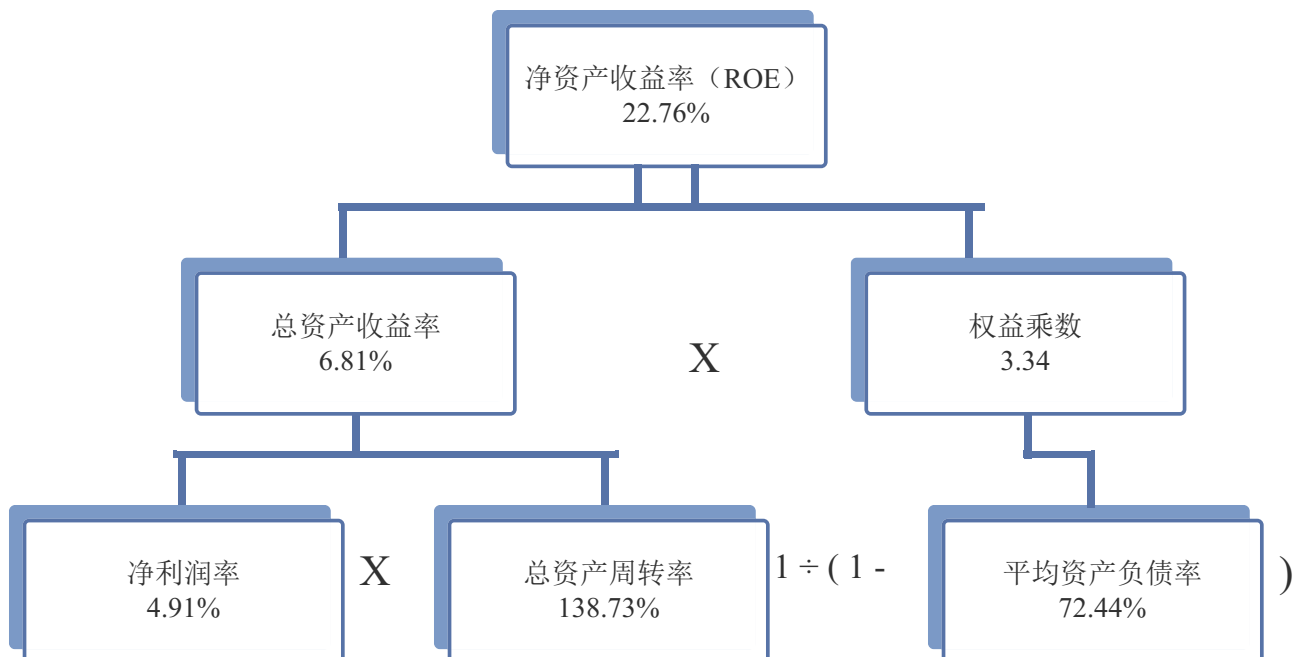 净资产收益率（ROE）
22.76%
总资产收益率
6.81%
X
权益乘数
3.34
净利润率
4.91%
X
总资产周转率
138.73%
1 ÷ ( 1 -
平均资产负债率
72.44%
)